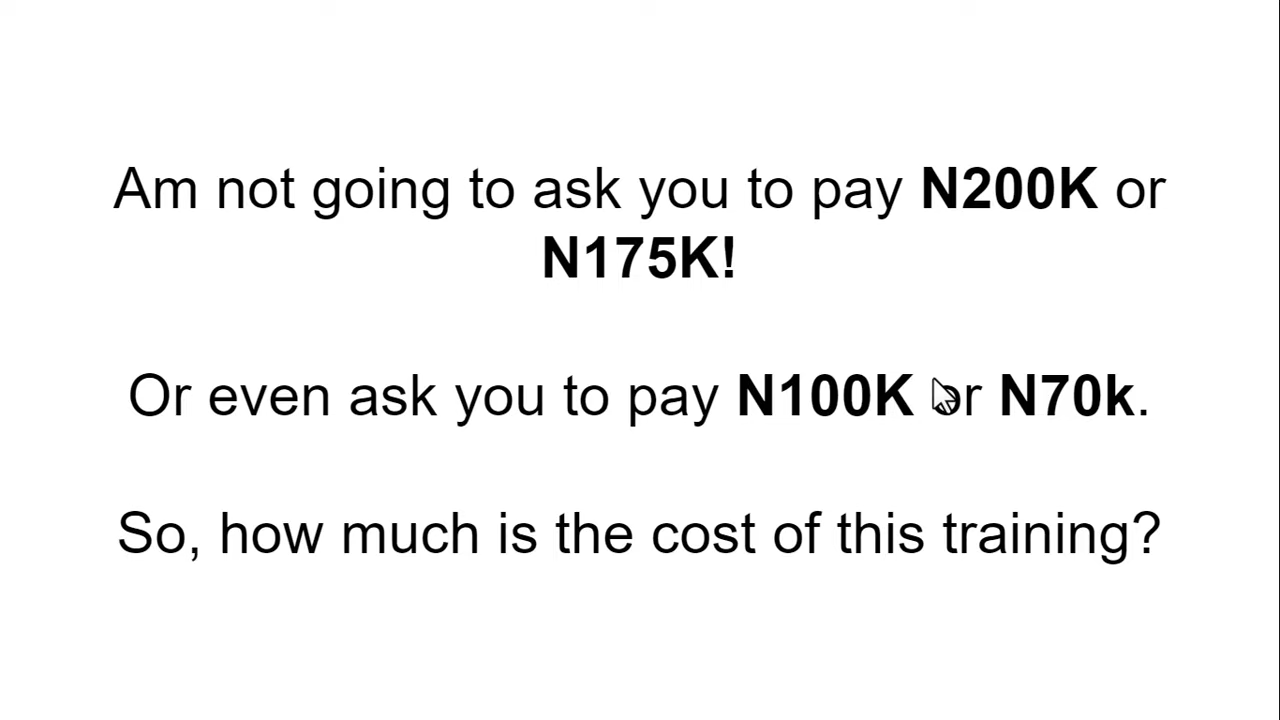 Am not going to ask you to pay N200K or
N175K!
Or even ask you to pay N100K or N70k.
So, how much is the cost of this training?